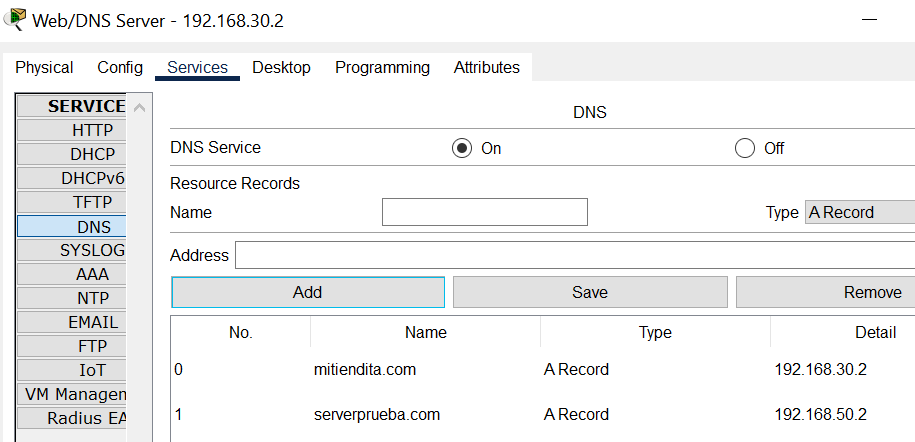 Web/DNS Server - 192.168.30.2
Physical Config Services Desktop Programming Attributes
SERVICE
HTTP
DHCP
DHCPv6
TFTP
DNS
SYSLOG
AAA
NTP
EMAIL
FTP
IoT
VM Managem
Radius EA
DNS
DNS Service On Off
Resource Records
Name Type A Record
Address
Add Save Remove
No. Name Type Detail
0 mitiendita.com A Record 192.168.30.2
1 serverprueba.com A Record 192.168.50.2